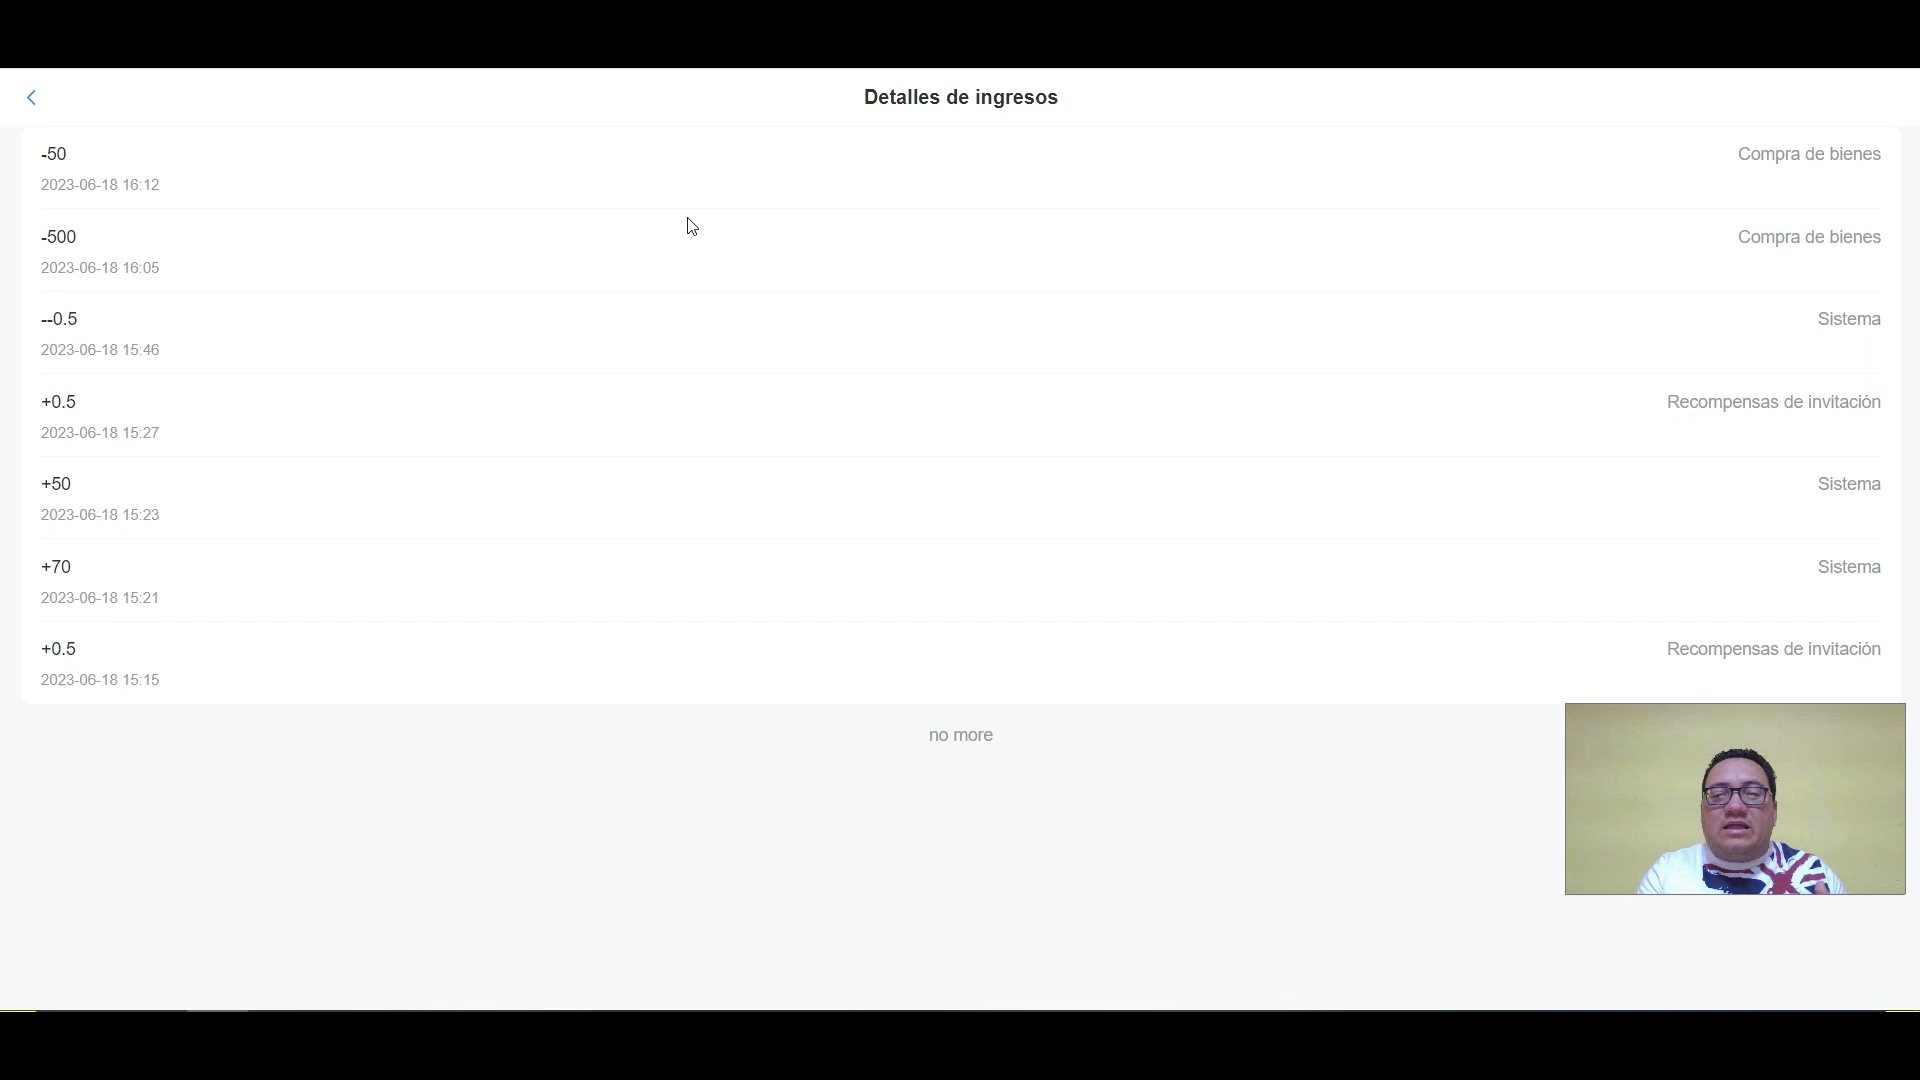 Detalles de ingresos
-50
Compra de bienes
2023-06-18 16:12
-500
Compra de bienes
2023-06-18 16:05
--0.5
Sistema
2023-06-18 15:46
+0.5
Recompensas de invitación
2023-06-18 15:27
+50
Sistema
2023-06-18 15:23
+70
Sistema
2023-06-18 15:21
+0.5
Recompensas de invitación
2023-06-18 15:15
no more